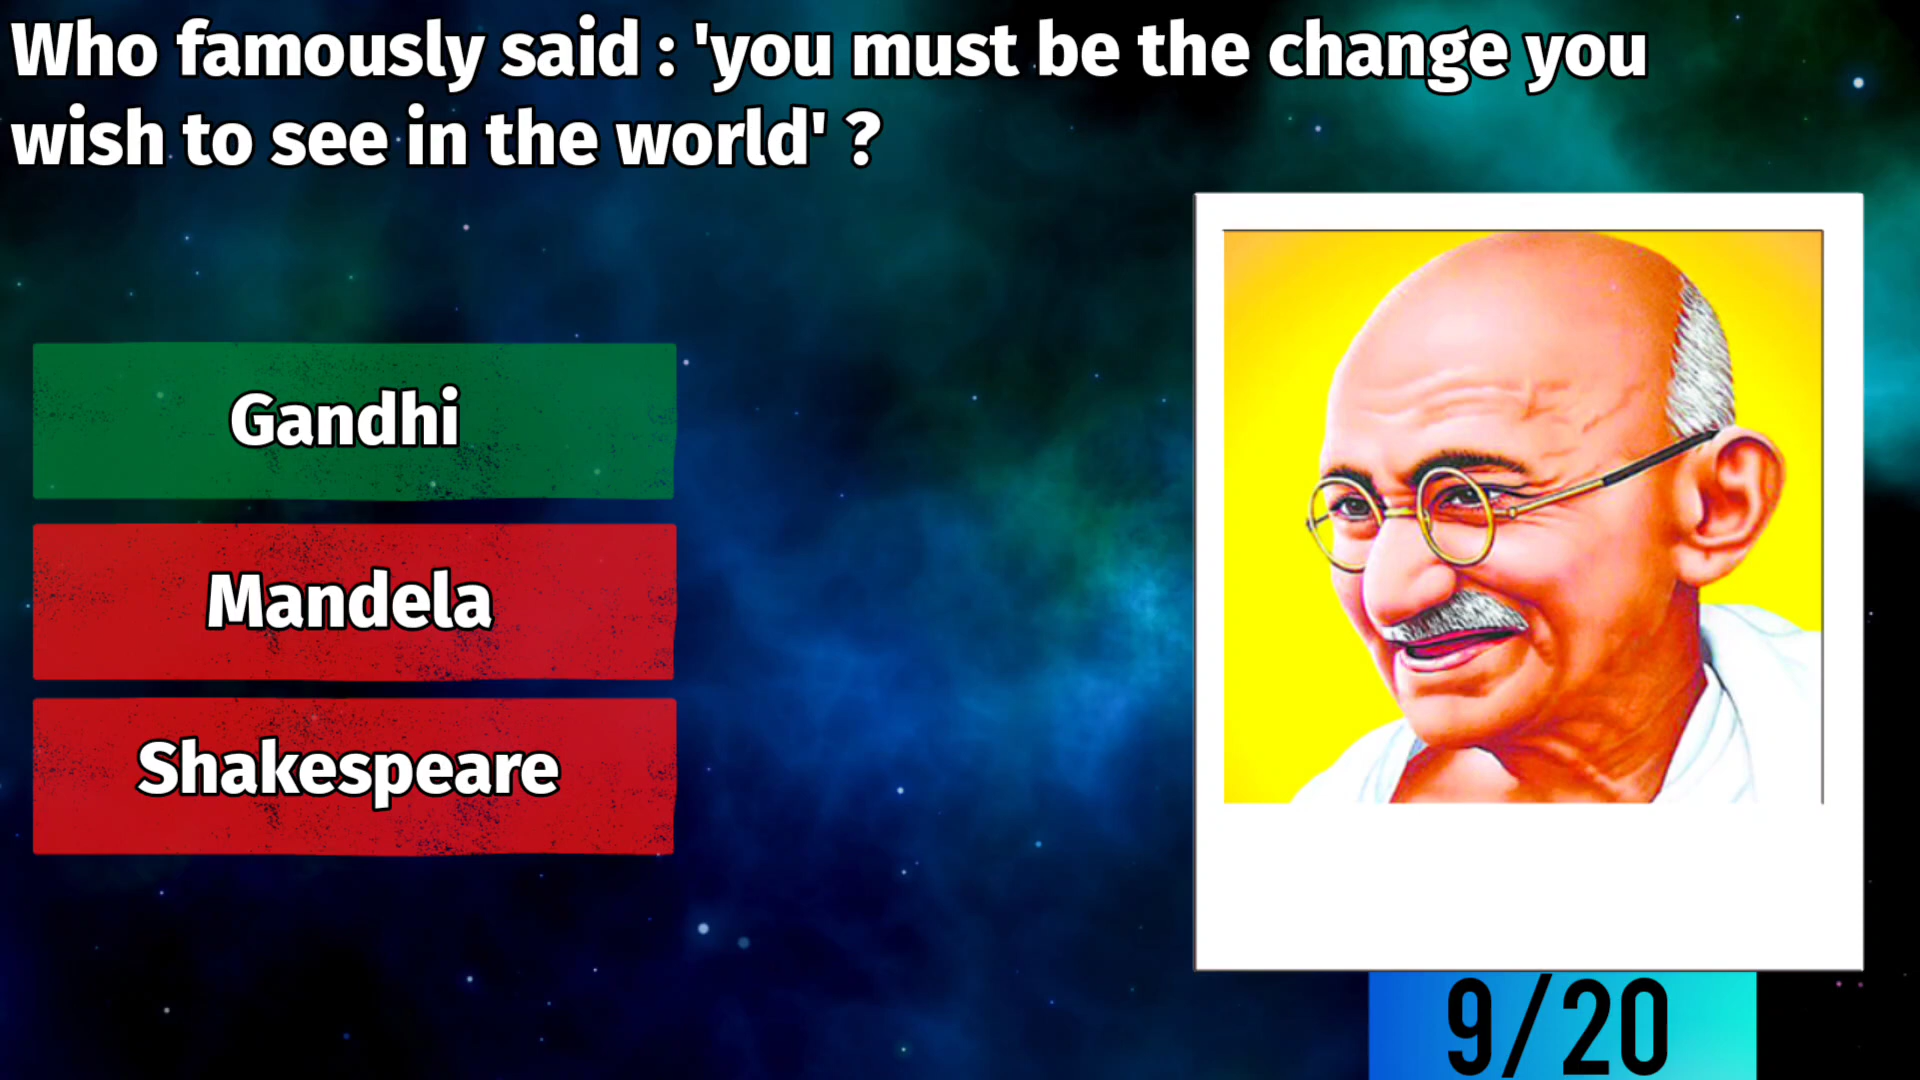 Who famously said : 'you must be the change you
wish to see in the world' ?
Gandhi
Mandela
Shakespeare
9/20